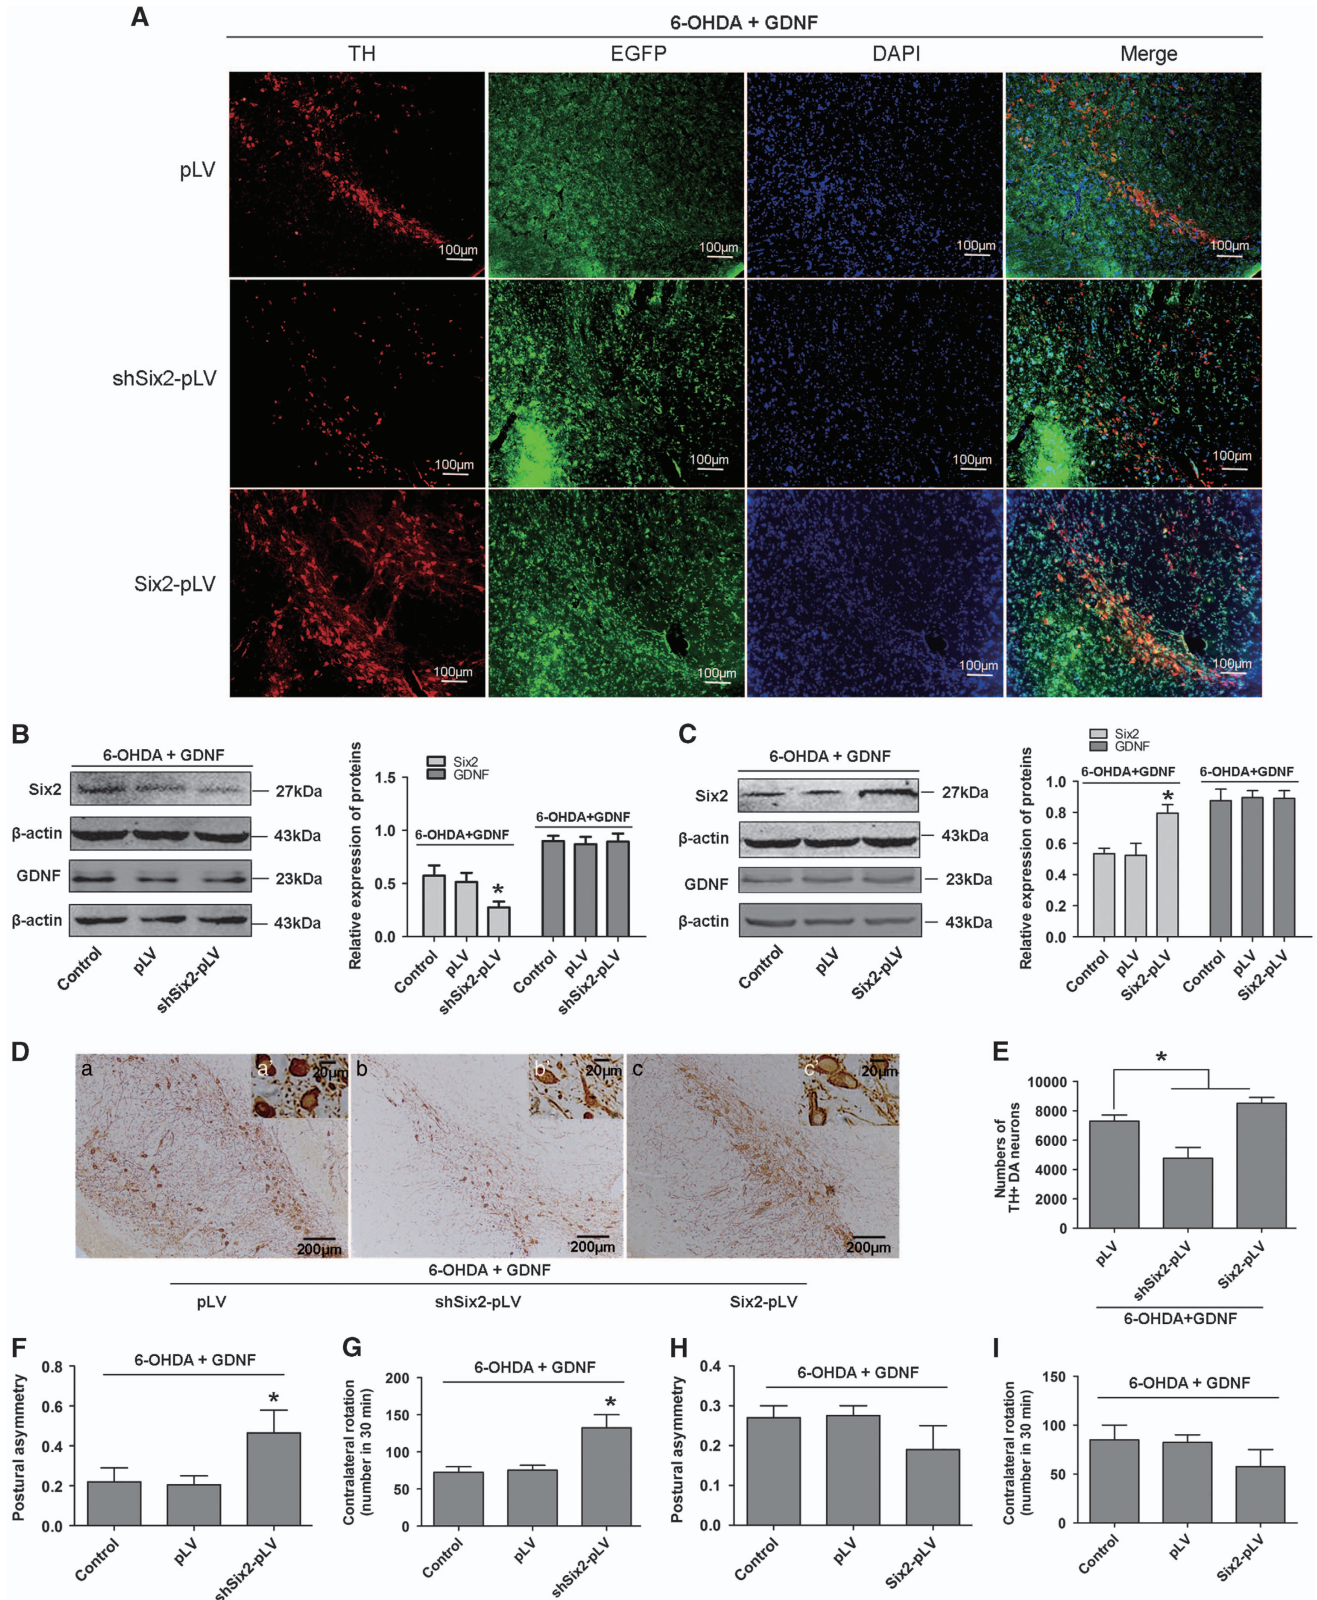 A
6-OHDA + GDNF
TH EGFP DAPI Merge
pLV
100µm 100µm 100µm 100µm
shSix2-pLV
100µm 100µm 100µm 100µm
Six2-pLV
100µm 100µm 100µm 100µm
B
6-OHDA + GDNF
Six2 27kDa
β-actin 43kDa
GDNF 23kDa
β-actin 43kDa
Control pLV shSix2-pLV
Six2
GDNF
Relative expression of proteins
1.5
1.0
0.5
0.0
6-OHDA+GDNF
6-OHDA+GDNF
*
Control pLV shSix2-pLV Control pLV shSix2-pLV
C
6-OHDA + GDNF
Six2 27kDa
β-actin 43kDa
GDNF 23kDa
β-actin 43kDa
Control pLV Six2-pLV
Six2
GDNF
Relative expression of proteins
1.0
0.8
0.6
0.4
0.2
0.0
6-OHDA+GDNF 6-OHDA+GDNF
*
Control pLV Six2-pLV Control pLV Six2-pLV
D
a a' 20µm b b' 20µm c c' 20µm
200µm 200µm 200µm
6-OHDA + GDNF
pLV shSix2-pLV Six2-pLV
E
*
Numbers of
TH+ DA neurons
10000
8000
6000
4000
2000
0
pLV shSix2-pLV Six2-pLV
6-OHDA+GDNF
F
6-OHDA + GDNF
Postural asymmetry
0.8
0.6
0.4
0.2
0.0
*
Control pLV shSix2-pLV
G
6-OHDA + GDNF
Contralateral rotation
(number in 30 min)
200
150
100
50
0
*
Control pLV shSix2-pLV
H
6-OHDA + GDNF
Postural asymmetry
0.4
0.3
0.2
0.1
0.0
Control pLV Six2-pLV
I
6-OHDA + GDNF
Contralateral rotation
(number in 30 min)
150
100
50
0
Control pLV Six2-pLV